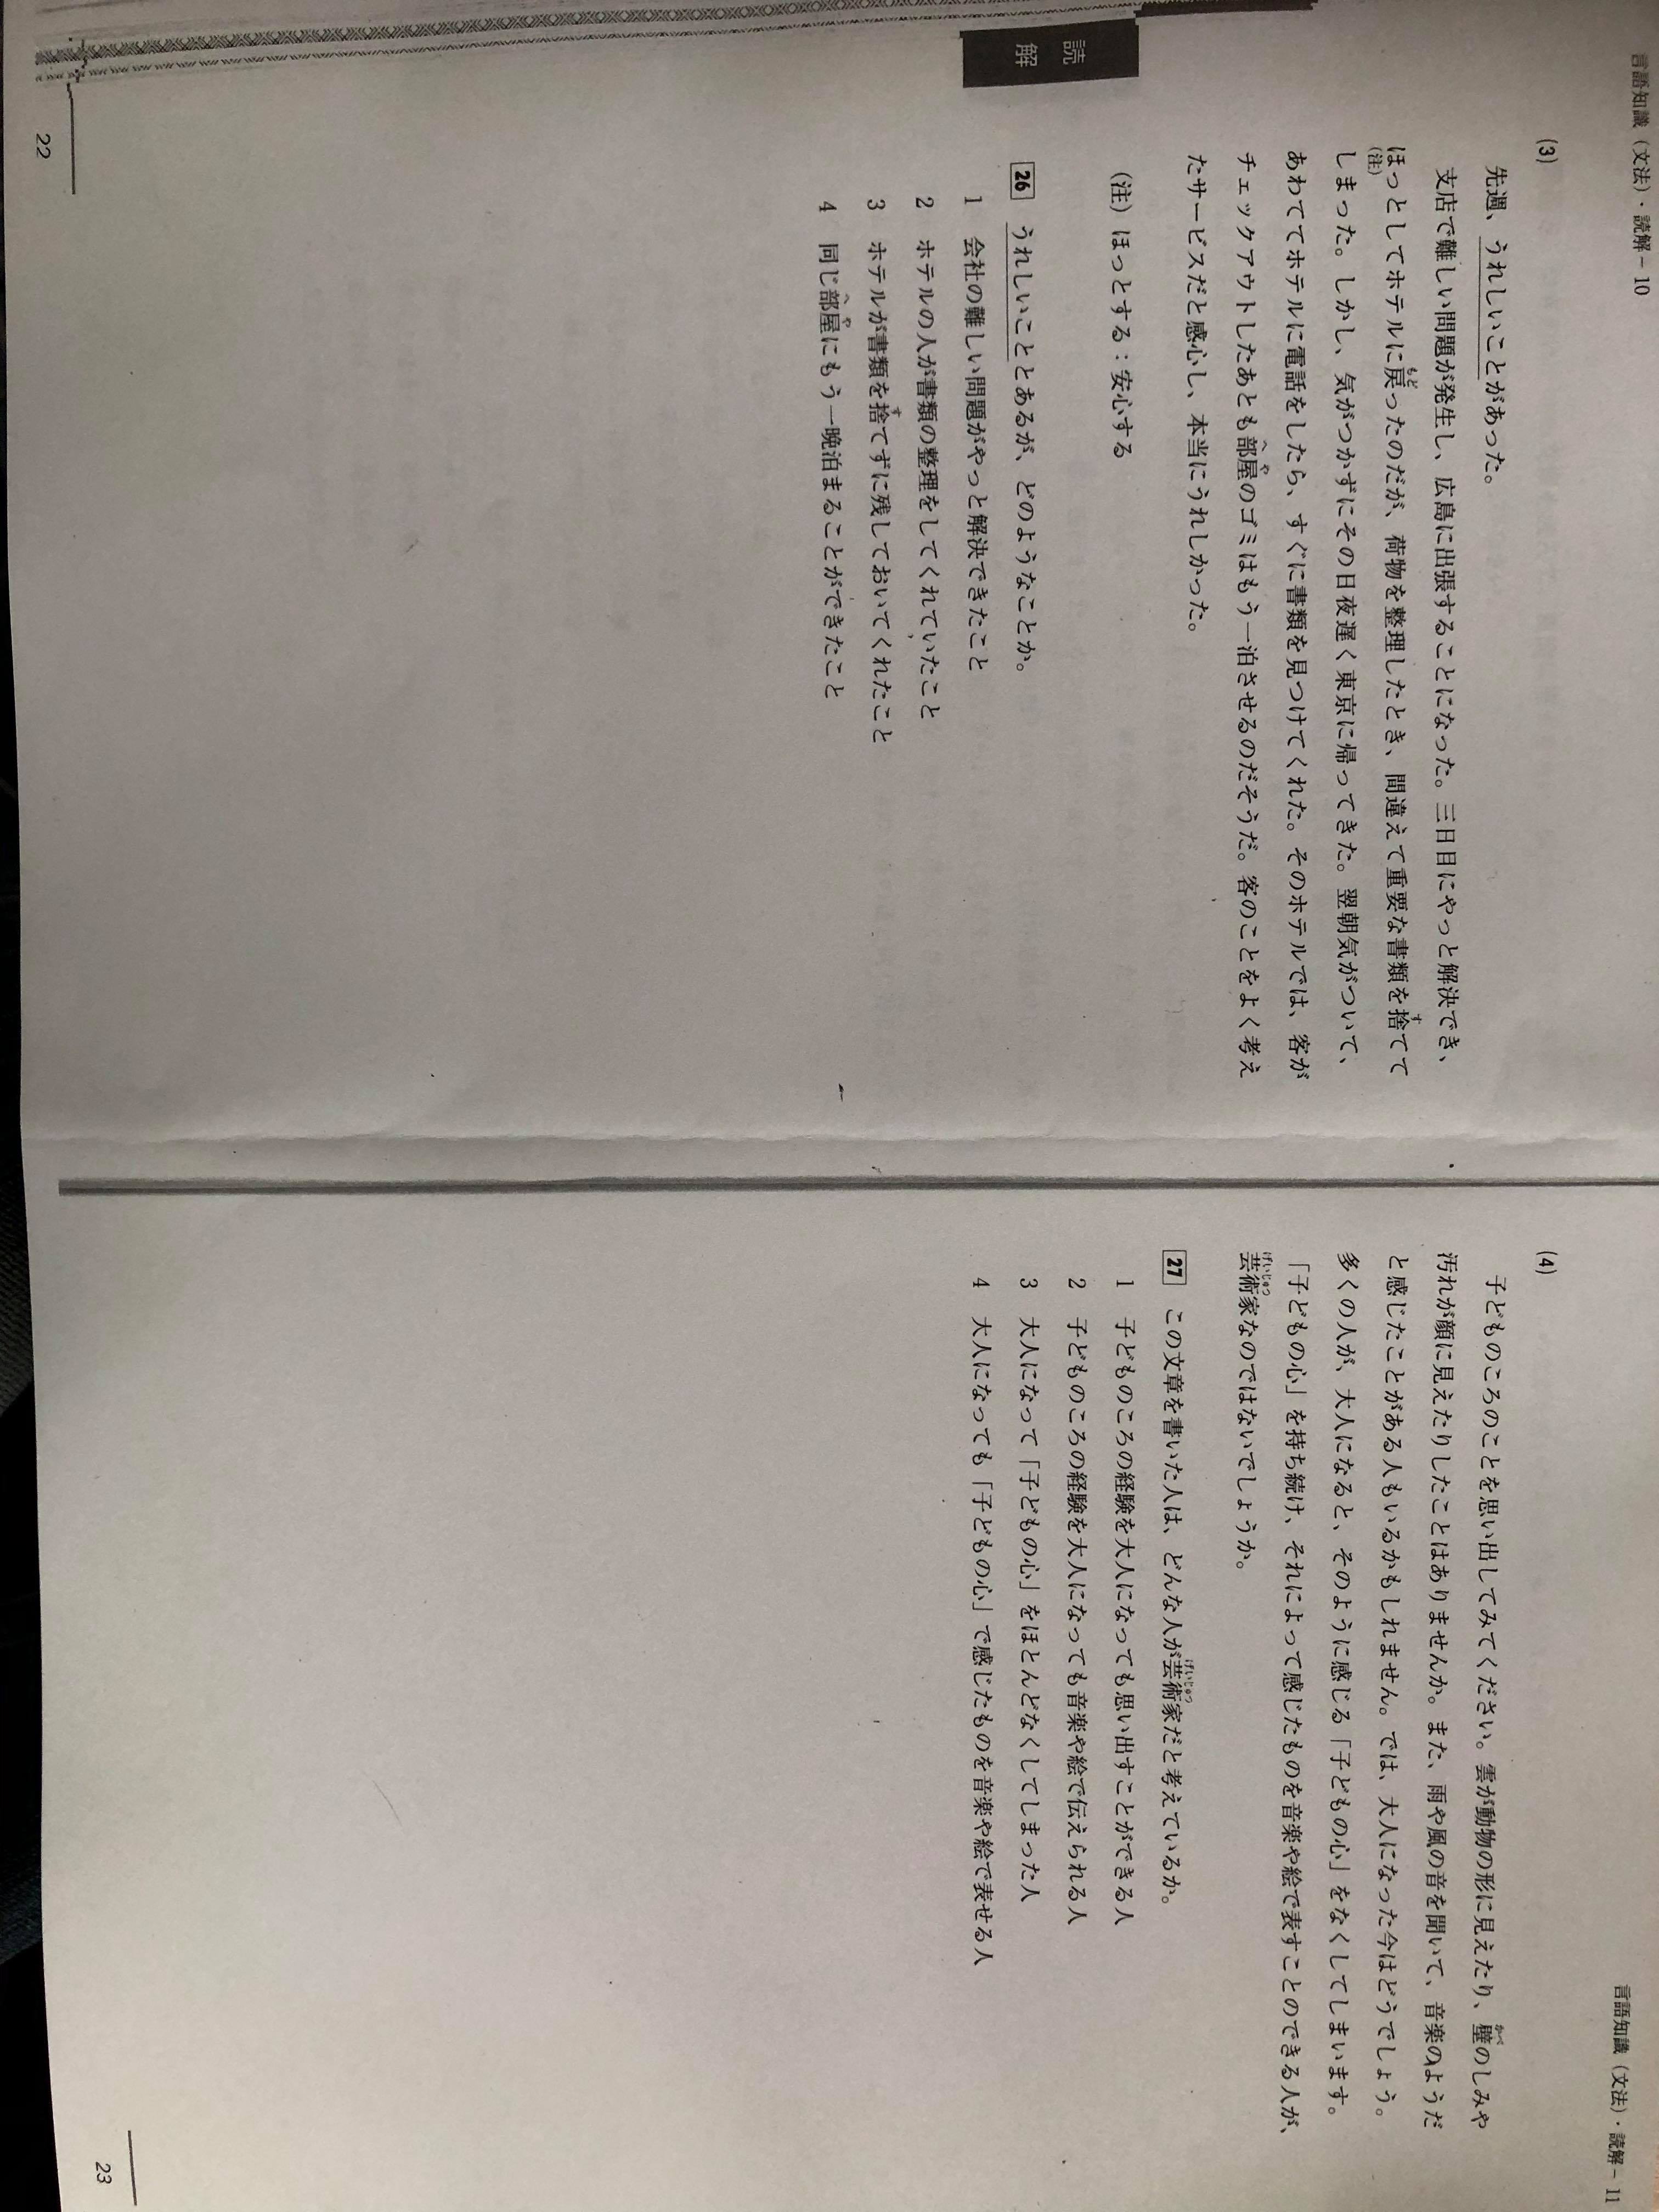 言語知識（文法）・読解－10
(3)
先週、うれしいことがあった。
支店で難しい問題が発生し、広島に出張することになった。三日目にやっと解決でき、
ほっとしてホテルに戻ったのだが、荷物を整理したとき、間違えて重要な書類を捨てて
(注)
もど
す
しまった。しかし、気がつかずにその日夜遅く東京に帰ってきた。翌朝気がついて、
あわててホテルに電話をしたら、すぐに書類を見つけてくれた。そのホテルでは、客が
チェックアウトしたあとも部屋のゴミはもう一泊させるのだそうだ。客のことをよく考え
へや
たサービスだと感心し、本当にうれしかった。
(注) ほっとする：安心する
26 うれしいこととあるが、どのようなことか。
1 会社の難しい問題がやっと解決できたこと
2 ホテルの人が書類の整理をしてくれていたこと
3 ホテルが書類を捨てずに残しておいてくれたこと
す
4 同じ部屋にもう一晩泊まることができたこと
へや
読解
22
言語知識（文法）・読解－11
(4)
子どものころのことを思い出してみてください。雲が動物の形に見えたり、壁のしみや
かべ
汚れが顔に見えたりしたことはありませんか。また、雨や風の音を聞いて、音楽のようだ
と感じたことがある人もいるかもしれません。では、大人になった今はどうでしょう。
多くの人が、大人になると、そのように感じる「子どもの心」をなくしてしまいます。
「子どもの心」を持ち続け、それによって感じたものを音楽や絵で表すことのできる人が、
芸術家なのではないでしょうか。
げいじゅつ
27 この文章を書いた人は、どんな人が芸術家だと考えているか。
げいじゅつ
1 子どものころの経験を大人になっても思い出すことができる人
2 子どものころの経験を大人になっても音楽や絵で伝えられる人
3 大人になって「子どもの心」をほとんどなくしてしまった人
4 大人になっても「子どもの心」で感じたものを音楽や絵で表せる人
23